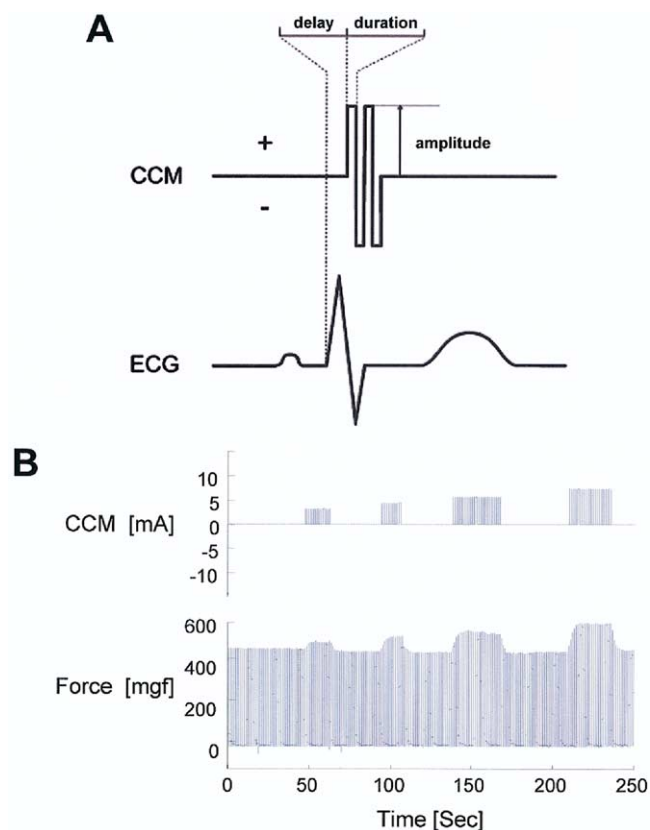 A
delay duration
+
amplitude
CCM
-
ECG
B
10
5
CCM [mA] 0
-5
-10
600
400
Force [mgf]
200
0
0 50 100 150 200 250
Time [Sec]